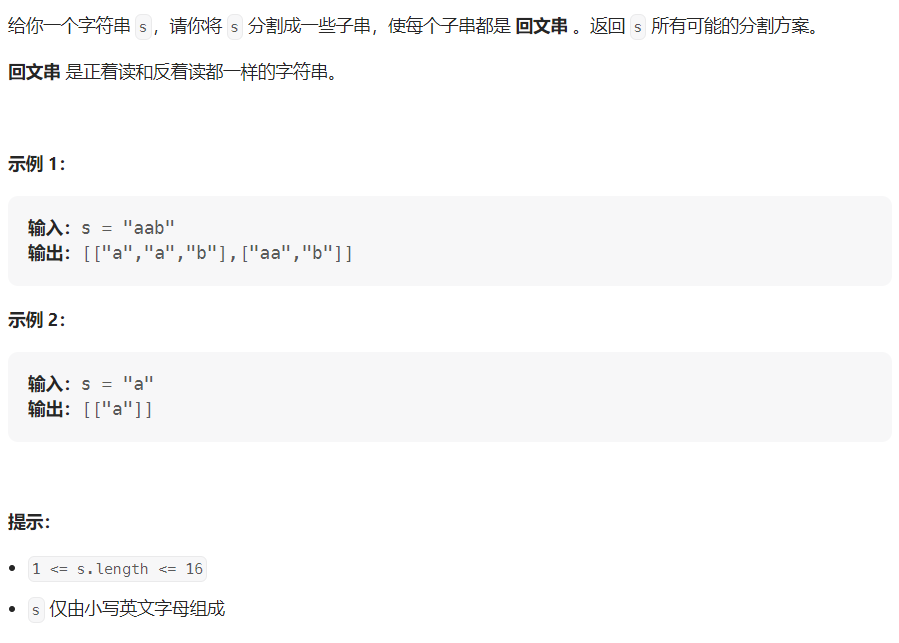 给你一个字符串 s，请你将 s 分割成一些子串，使每个子串都是 回文串 。返回 s 所有可能的分割方案。
回文串 是正着读和反着读都一样的字符串。
示例 1：
输入：s = "aab"
输出：[["a","a","b"],["aa","b"]]
示例 2：
输入：s = "a"
输出：[["a"]]
提示：
• 1 <= s.length <= 16
• s 仅由小写英文字母组成